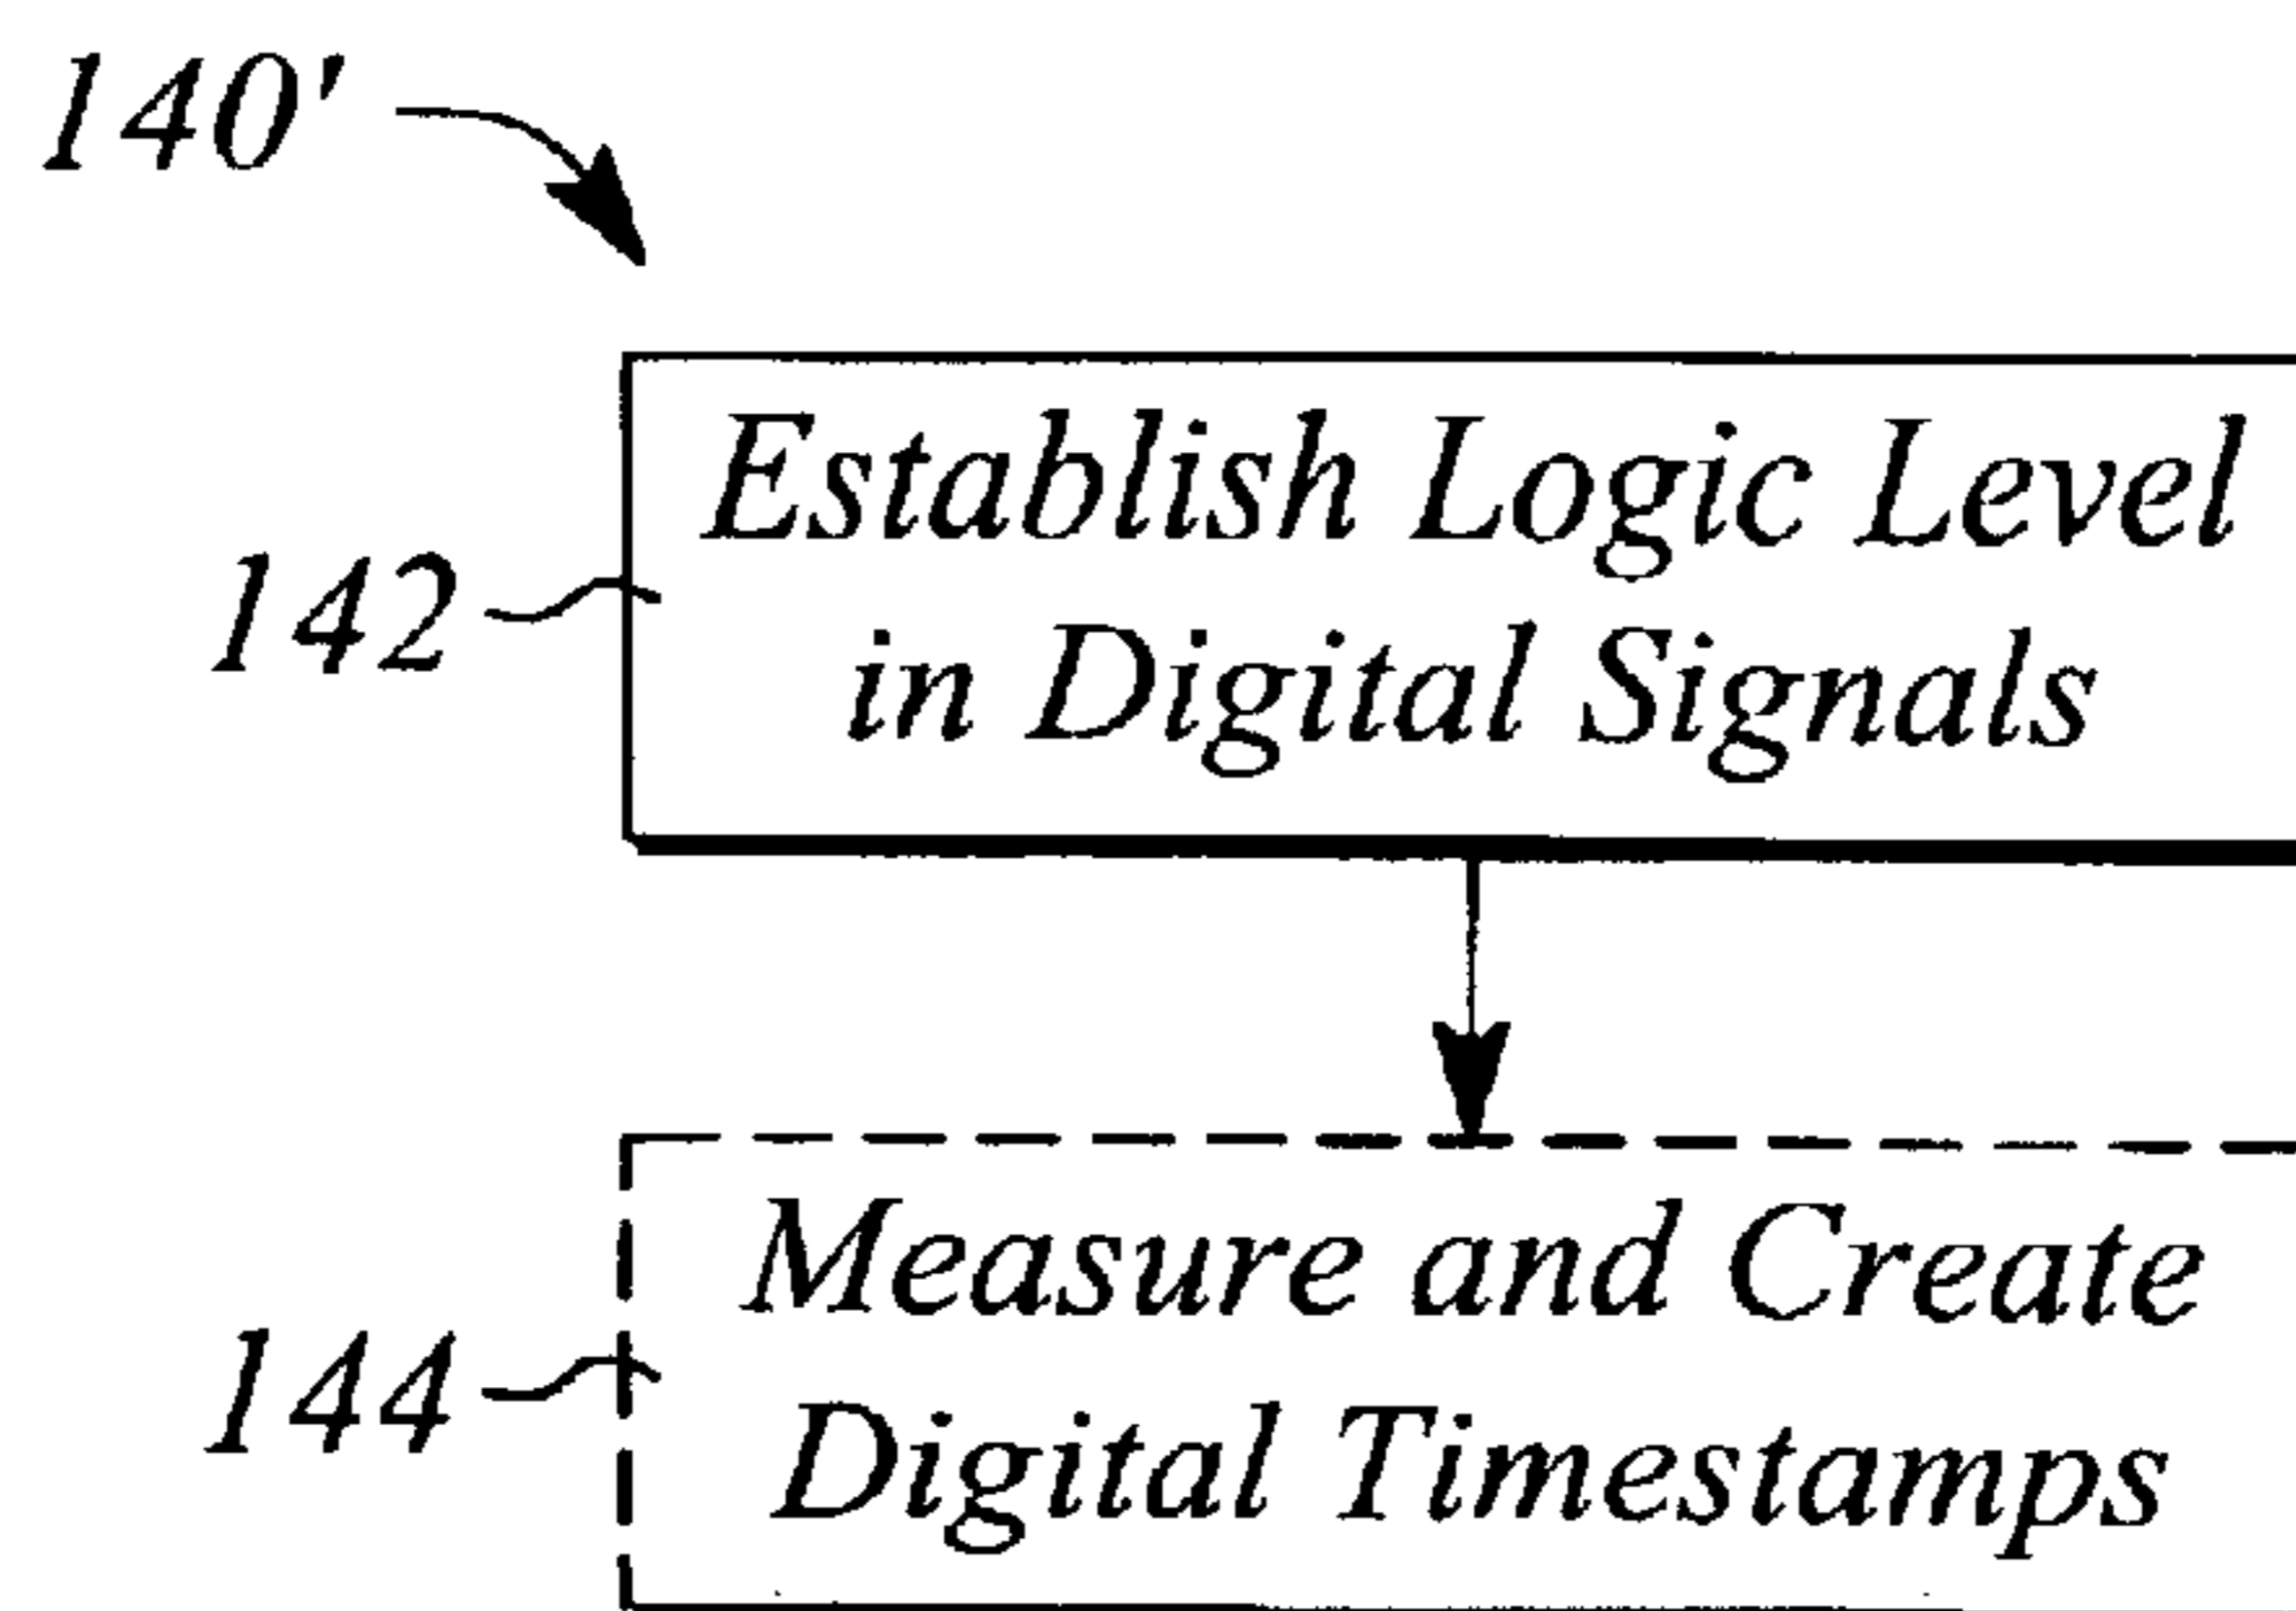 140'
Establish Logic Level
142
in Digital Signals
Measure and Create
144
Digital Timestamps